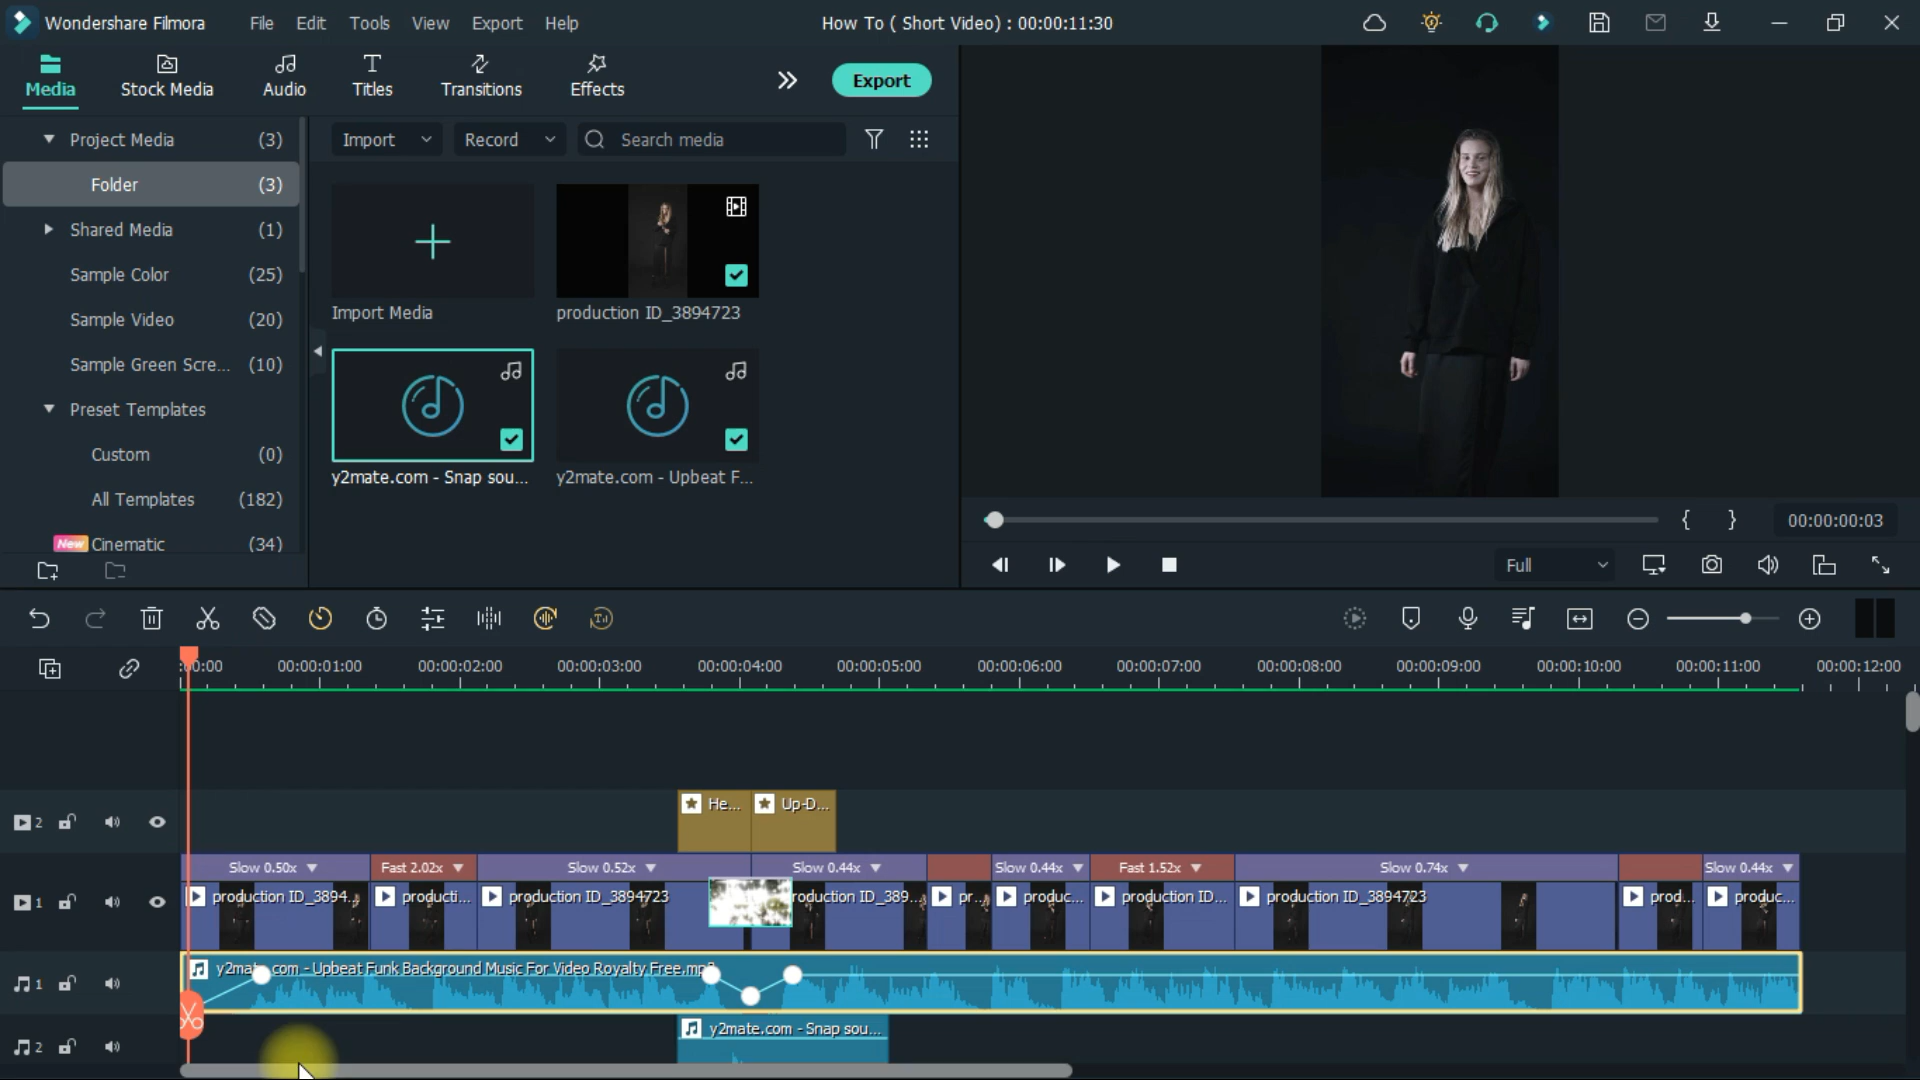 Wondershare Filmora File Edit Tools View Export Help How To ( Short Video) : 00:00:11:30
Media Stock Media Audio Titles Transitions Effects Export
Project Media (3)
Folder (3)
Shared Media (1)
Sample Color (25)
Sample Video (20)
Sample Green Scre... (10)
Preset Templates
Custom (0)
All Templates (182)
New Cinematic (34)
Import Record Search media
Import Media production ID_3894723
y2mate.com - Snap sou... y2mate.com - Upbeat F...
{ } 00:00:00:03
Full
:00:00 00:00:01:00 00:00:02:00 00:00:03:00 00:00:04:00 00:00:05:00 00:00:06:00 00:00:07:00 00:00:08:00 00:00:09:00 00:00:10:00 00:00:11:00 00:00:12:00
2 He... Up-D...
Slow 0.50x Fast 2.02x Slow 0.52x Slow 0.44x Slow 0.44x Fast 1.52x Slow 0.74x Slow 0.44x
1 production ID_3894... producti... production ID_3894723 roduction ID_389... pr... produc... production ID... production ID_3894723 prod... produc...
1 y2mate.com - Upbeat Funk Background Music For Video Royalty Free.mp3
2 y2mate.com - Snap sou...